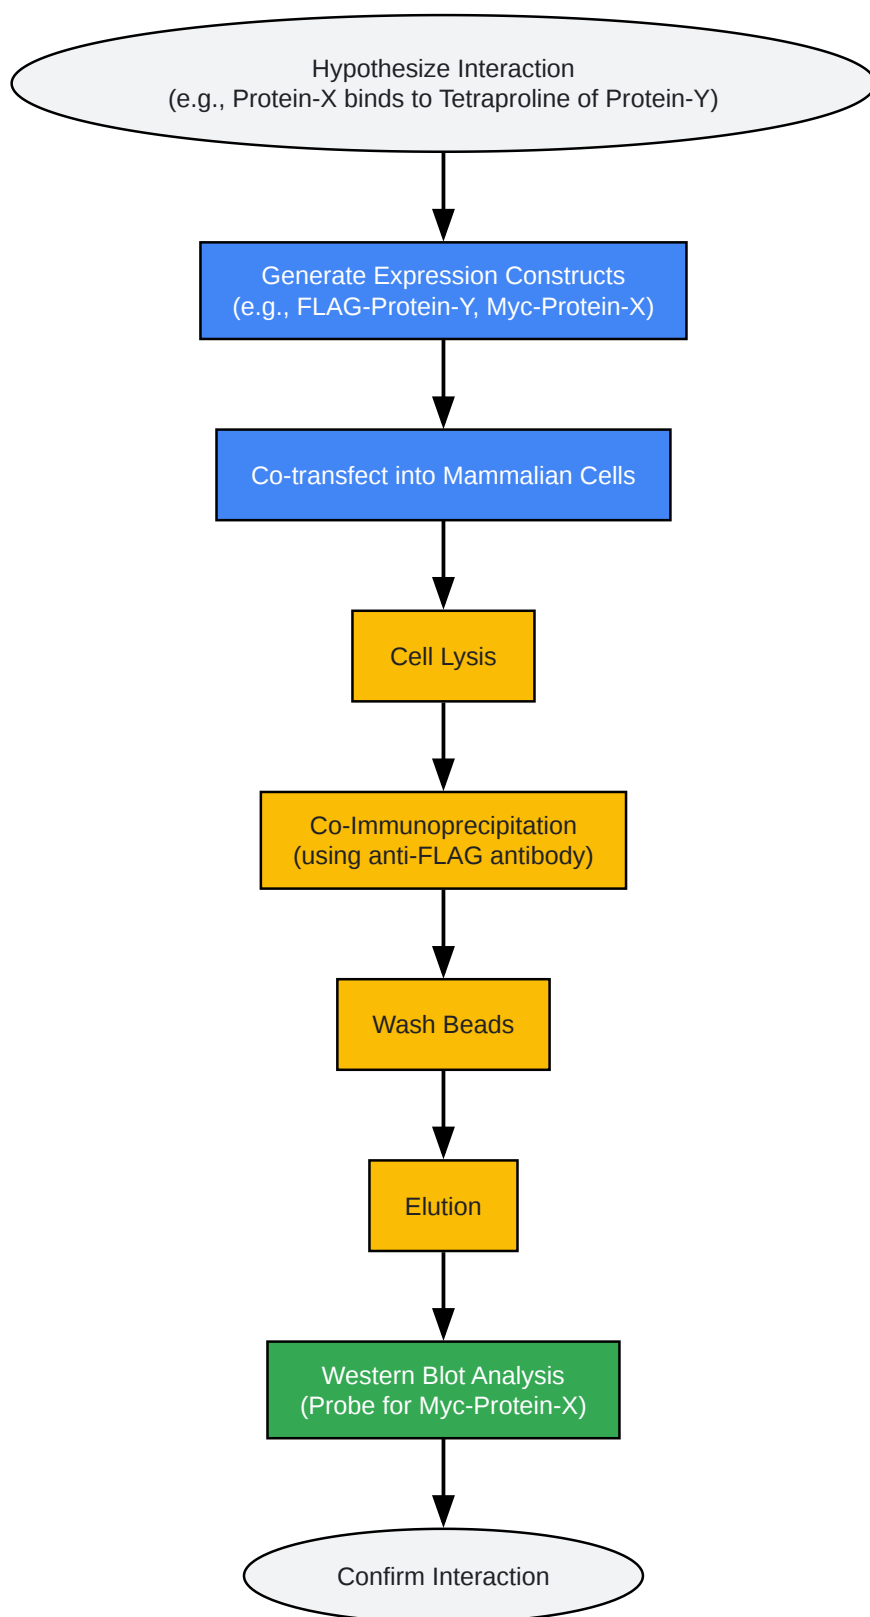 Hypothesize Interaction
(e.g., Protein-X binds to Tetraproline of Protein-Y)
Generate Expression Constructs
(e.g., FLAG-Protein-Y, Myc-Protein-X)
Co-transfect into Mammalian Cells
Cell Lysis
Co-Immunoprecipitation
(using anti-FLAG antibody)
Wash Beads
Elution
Western Blot Analysis
(Probe for Myc-Protein-X)
Confirm Interaction